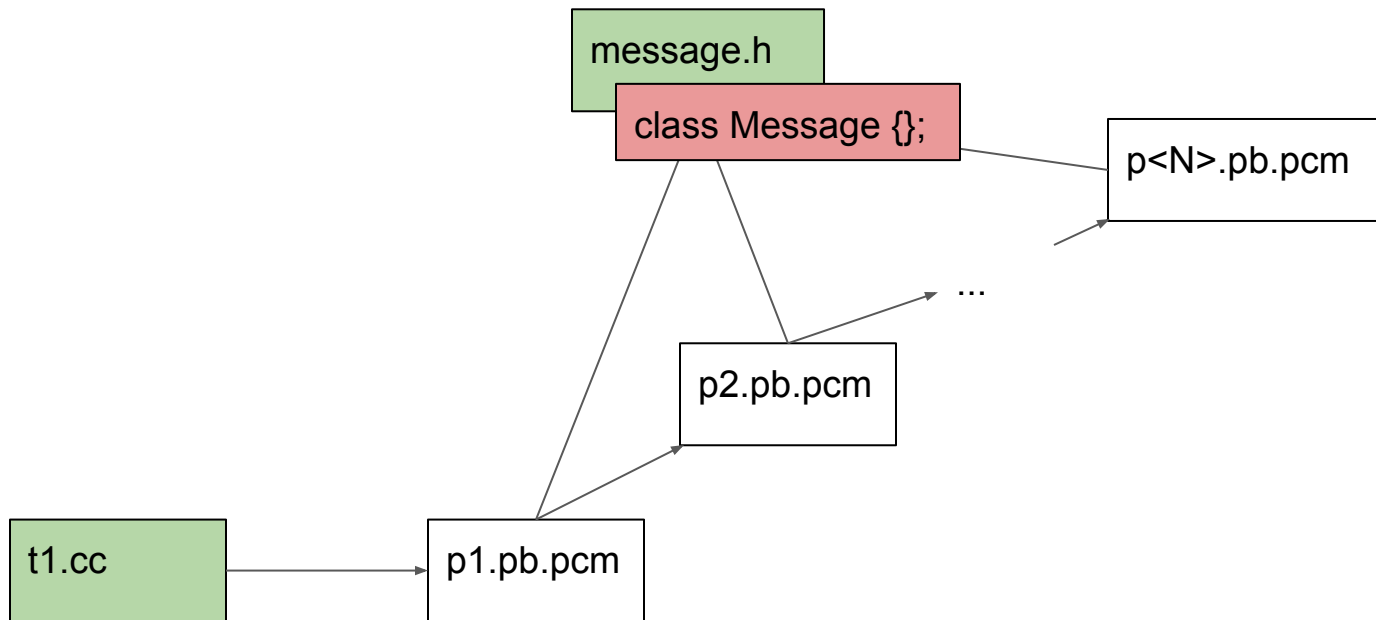 message.h
class Message {};
p<N>.pb.pcm
...
p2.pb.pcm
t1.cc
p1.pb.pcm